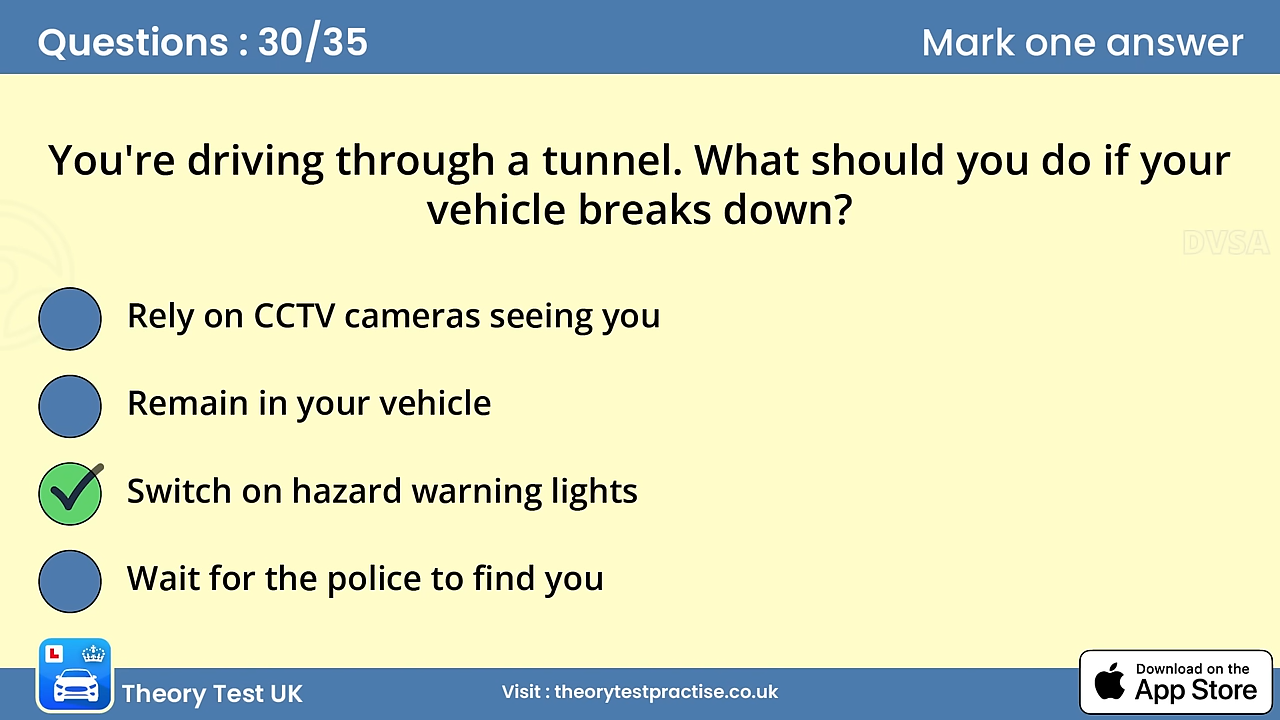 Questions : 30/35
Mark one answer
You're driving through a tunnel. What should you do if your
vehicle breaks down?
DVSA
Rely on CCTV cameras seeing you
Remain in your vehicle
Switch on hazard warning lights
Wait for the police to find you
L
Theory Test UK
Visit : theorytestpractise.co.uk
Download on the
App Store